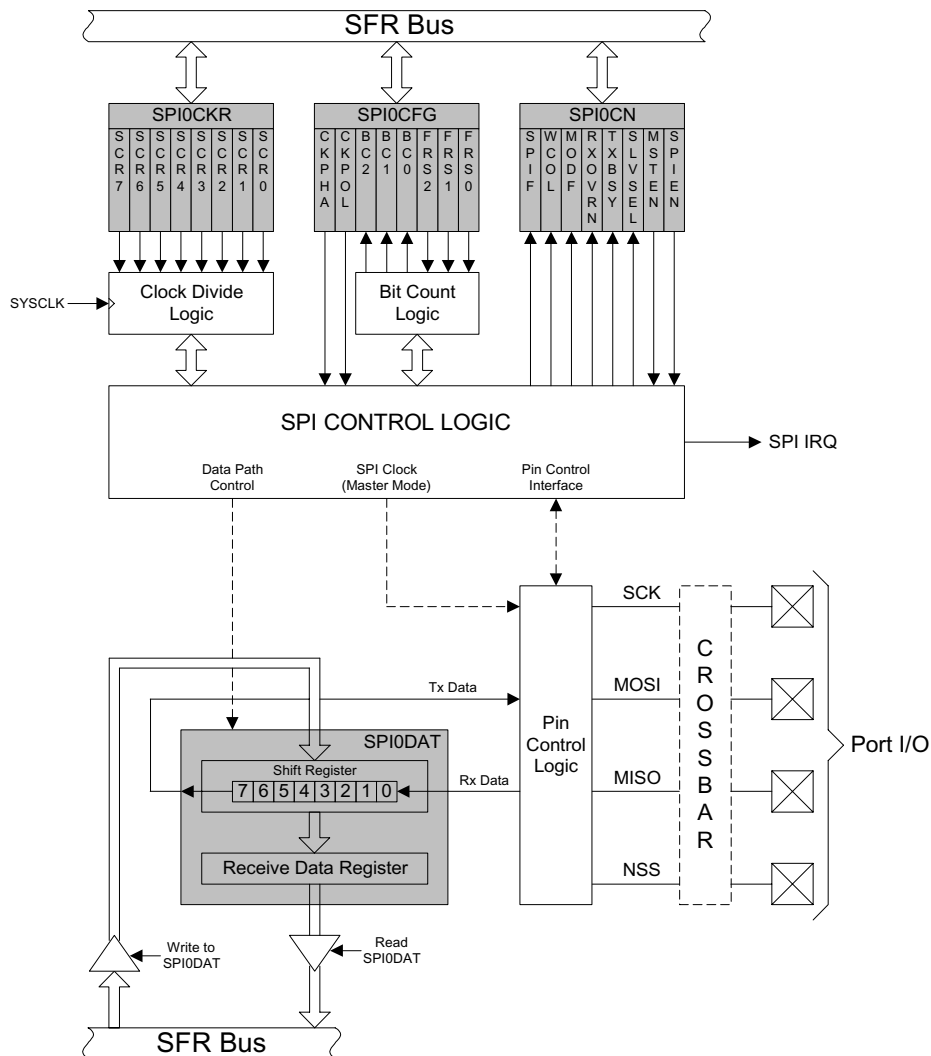 SFR Bus
SPI0CKR
SCR7
SCR6
SCR5
SCR4
SCR3
SCR2
SCR1
SCR0
SPI0CFG
CKPHA
CKPOL
BC2
BC1
BC0
FRS2
FRS1
FRS0
SPI0CN
SPIF
WCOL
MODF
RXOVRN
TXBSY
SLVSEL
MSTEN
SPIEN
SYSCLK
Clock Divide
Logic
Bit Count
Logic
SPI CONTROL LOGIC
SPI IRQ
Data Path
Control
SPI Clock
(Master Mode)
Pin Control
Interface
SCK
MOSI
MISO
NSS
Pin
Control
Logic
CROSSBAR
Port I/O
Tx Data
SPI0DAT
Shift Register
7 6 5 4 3 2 1 0
Rx Data
Receive Data Register
Write to
SPI0DAT
Read
SPI0DAT
SFR Bus